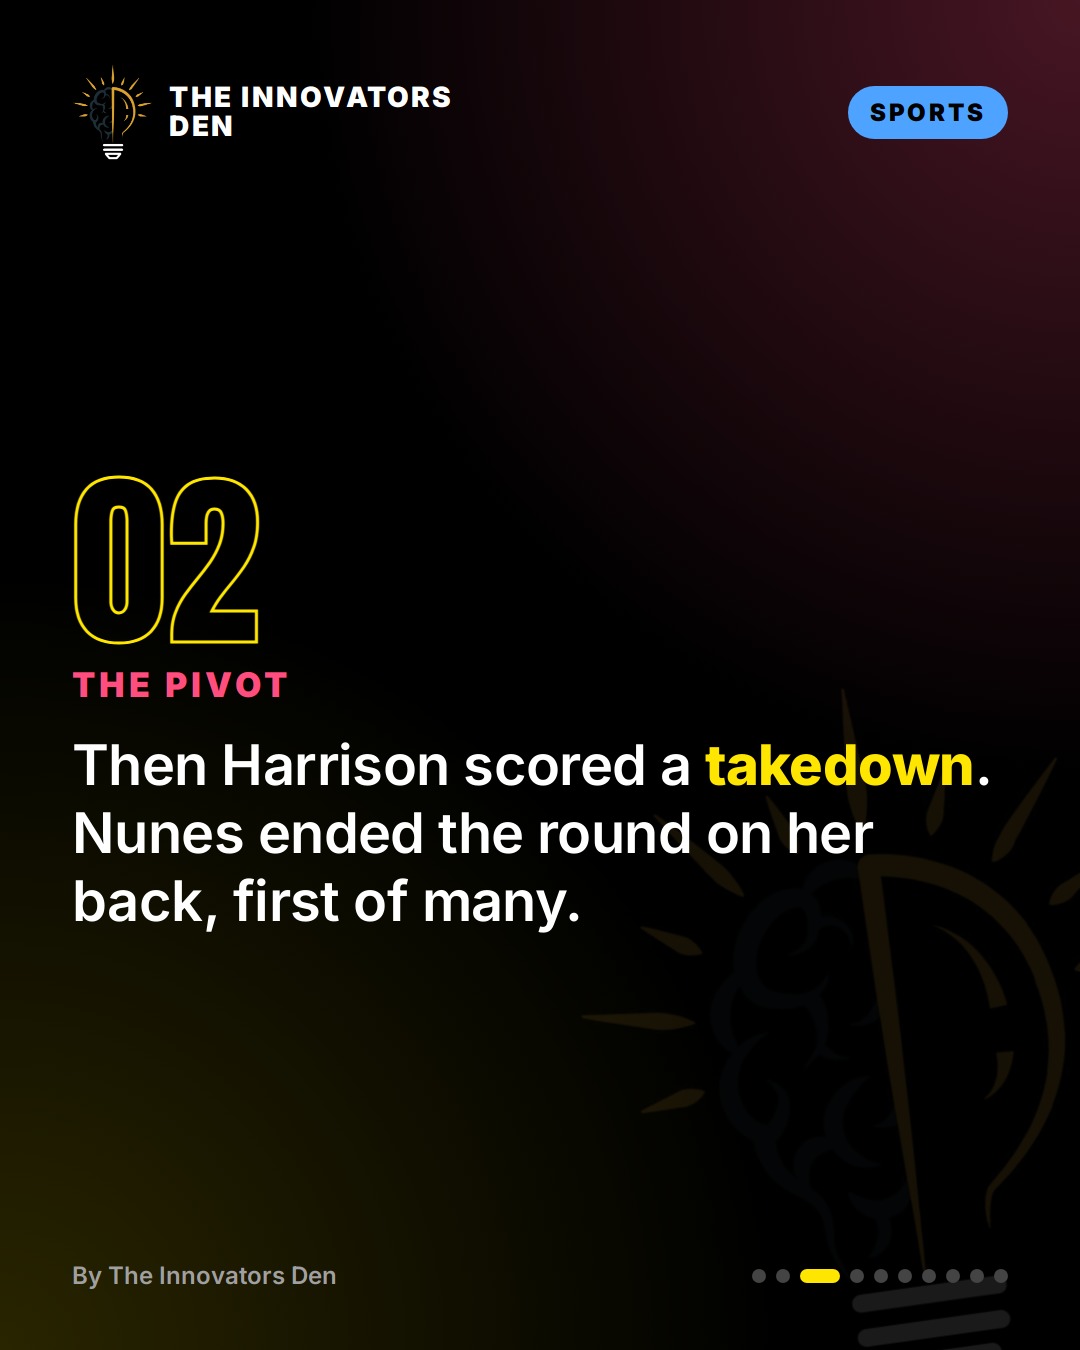 THE INNOVATORS
DEN
SPORTS
02
THE PIVOT
Then Harrison scored a takedown.
Nunes ended the round on her
back, first of many.
By The Innovators Den